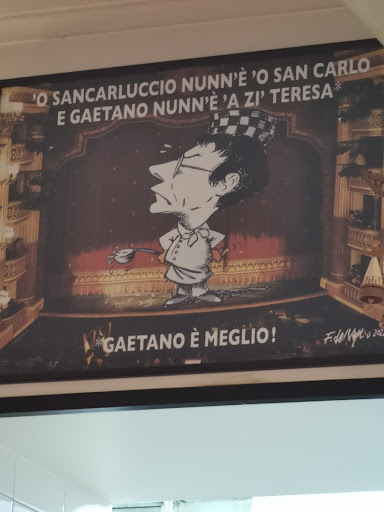 'O SANCARLUCCIO NUNN'È 'O SAN CARLO
E GAETANO NUNN'È 'A ZI' TERESA*
*GAETANO È MEGLIO!